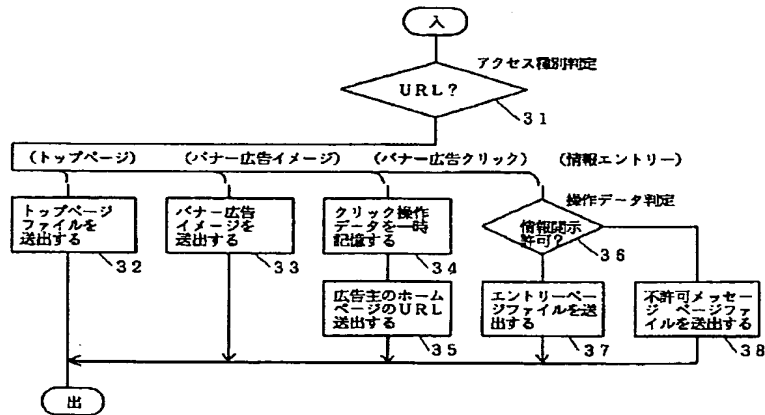 入
アクセス種別判定
URL?
31
(トップページ) (バナー広告イメージ) (バナー広告クリック) (情報エントリー)
操作データ判定
トップページ
ファイルを
送出する
32
バナー広告
イメージを
送出する
33
クリック操作
データを一時
記憶する
34
情報開示
許可?
36
広告主のホーム
ページのURL
送出する
35
エントリーペー
ジファイルを送
出する
37
不許可メッセー
ジ ページファ
イルを送出する
38
出